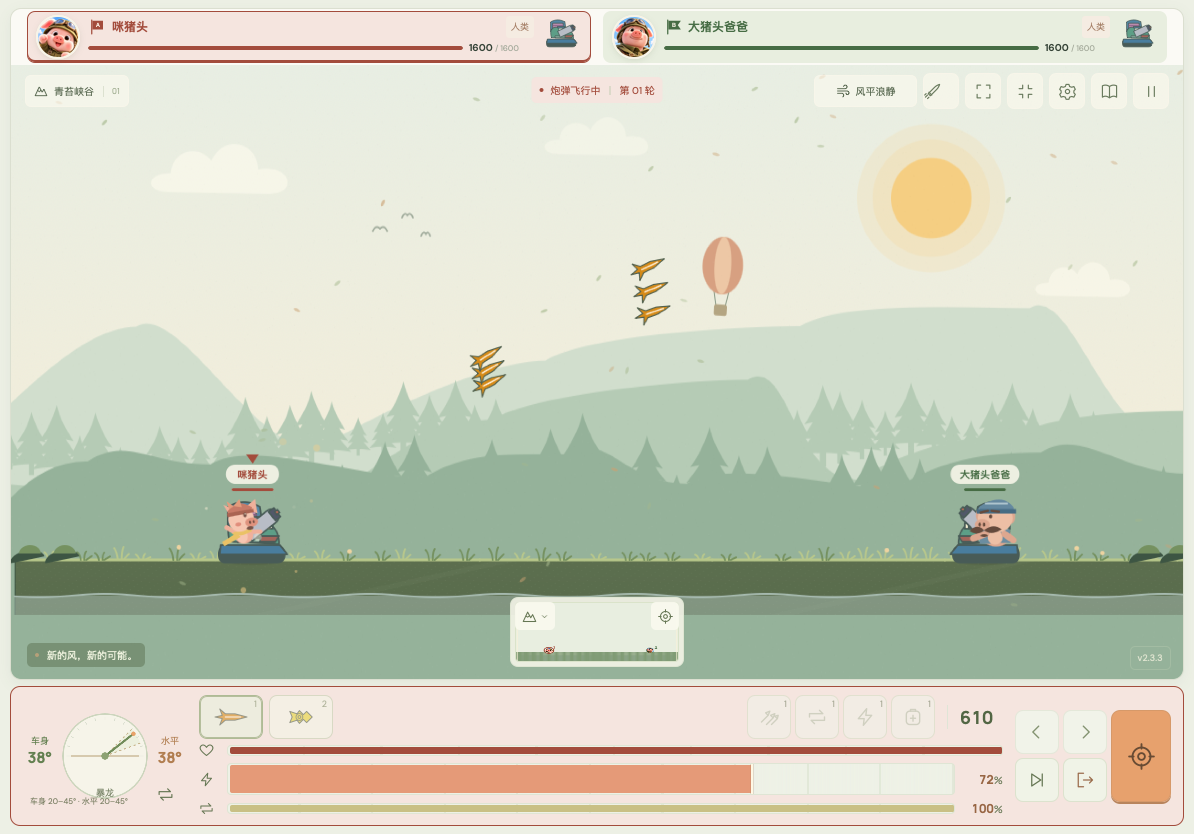 咪猪头
人类
1600 / 1600
大猪头爸爸
人类
1600 / 1600
青苔峡谷 01
炮弹飞行中 第 01 轮
风平浪静
咪猪头
大猪头爸爸
新的风，新的可能。
v2.3.3
车身
38°
水平
38°
暴龙
车身 20–45° · 水平 20–45°
1
2
1
1
1
1
610
72%
100%